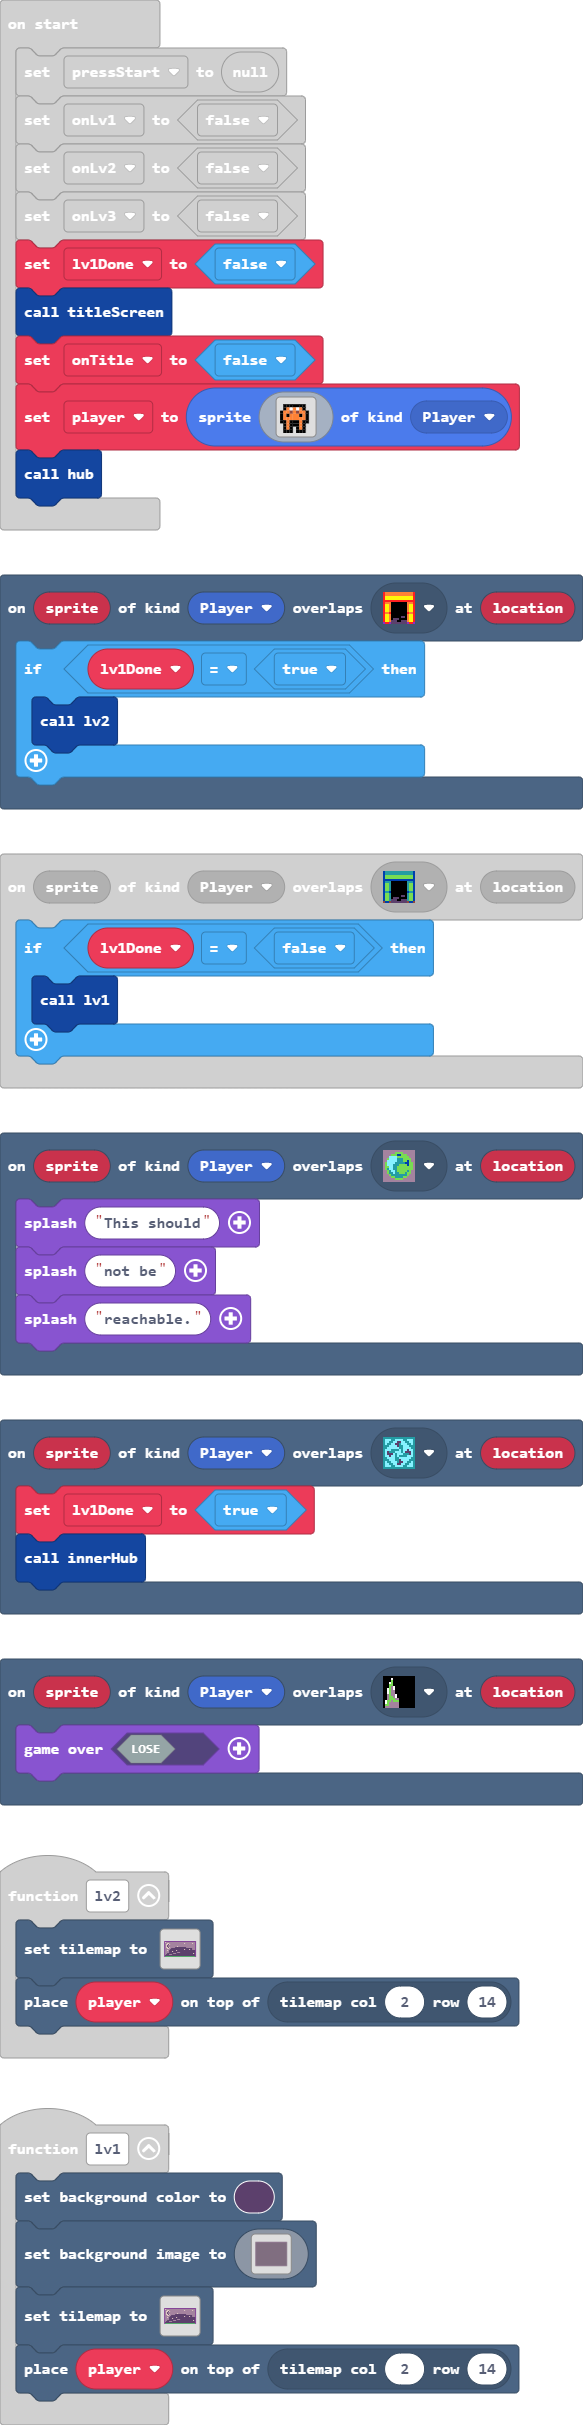 on start
set pressStart to null
set onLv1 to false
set onLv2 to false
set onLv3 to false
set lv1Done to false
call titleScreen
set onTitle to false
set player to sprite of kind Player
call hub
on sprite of kind Player overlaps at location
if lv1Done = true then
call lv2
on sprite of kind Player overlaps at location
if lv1Done = false then
call lv1
on sprite of kind Player overlaps at location
splash "This should"
splash "not be"
splash "reachable."
on sprite of kind Player overlaps at location
set lv1Done to true
call innerHub
on sprite of kind Player overlaps at location
game over LOSE
function lv2
set tilemap to
place player on top of tilemap col 2 row 14
function lv1
set background color to
set background image to
set tilemap to
place player on top of tilemap col 2 row 14